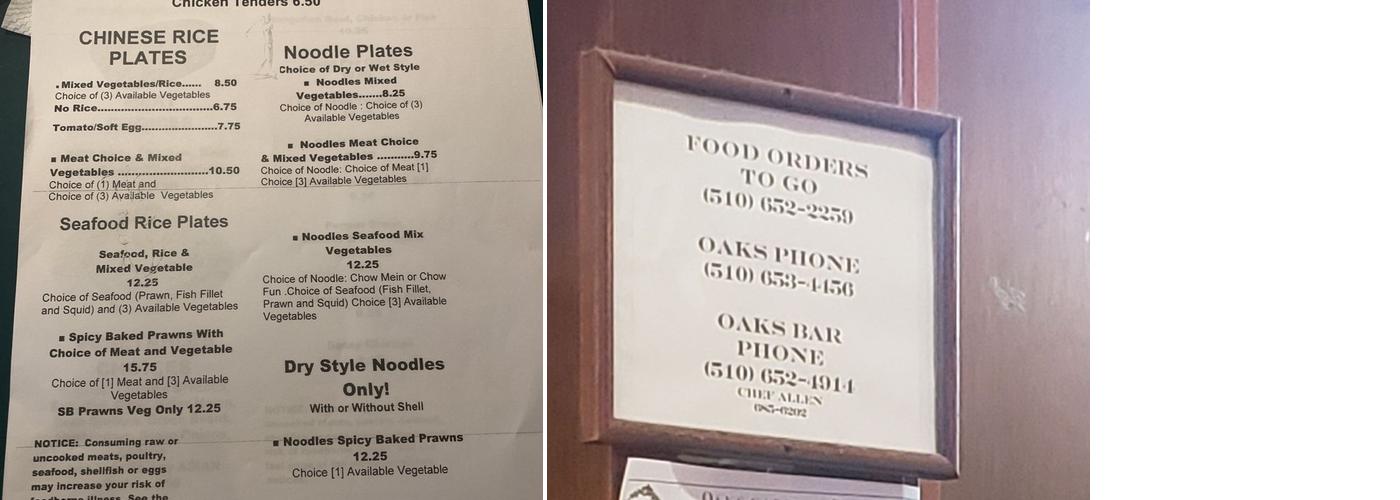 Chicken Tenders 6.50
CHINESE RICE
PLATES
▪ Mixed Vegetables/Rice...... 8.50
Choice of (3) Available Vegetables
No Rice..................................6.75
Tomato/Soft Egg.......................7.75
▪ Meat Choice & Mixed
Vegetables ...........................10.50
Choice of (1) Meat and
Choice of (3) Available Vegetables
Seafood Rice Plates
Seafood, Rice &
Mixed Vegetable
12.25
Choice of Seafood (Prawn, Fish Fillet
and Squid) and (3) Available Vegetables
▪ Spicy Baked Prawns With
Choice of Meat and Vegetable
15.75
Choice of [1] Meat and [3] Available
Vegetables
SB Prawns Veg Only 12.25
NOTICE: Consuming raw or
uncooked meats, poultry,
seafood, shellfish or eggs
may increase your risk of
foodborne illness. See the
Noodle Plates
Choice of Dry or Wet Style
▪ Noodles Mixed
Vegetables.......8.25
Choice of Noodle : Choice of (3)
Available Vegetables
▪ Noodles Meat Choice
& Mixed Vegetables ...........9.75
Choice of Noodle: Choice of Meat [1]
Choice [3] Available Vegetables
▪ Noodles Seafood Mix
Vegetables
12.25
Choice of Noodle: Chow Mein or Chow
Fun .Choice of Seafood (Fish Fillet,
Prawn and Squid) Choice [3] Available
Vegetables
Dry Style Noodles
Only!
With or Without Shell
▪ Noodles Spicy Baked Prawns
12.25
Choice [1] Available Vegetable
FOOD ORDERS
TO GO
(510) 652-2259
OAKS PHONE
(510) 653-4456
OAKS BAR
PHONE
(510) 652-4914
CHEF ALLEN
685-6202